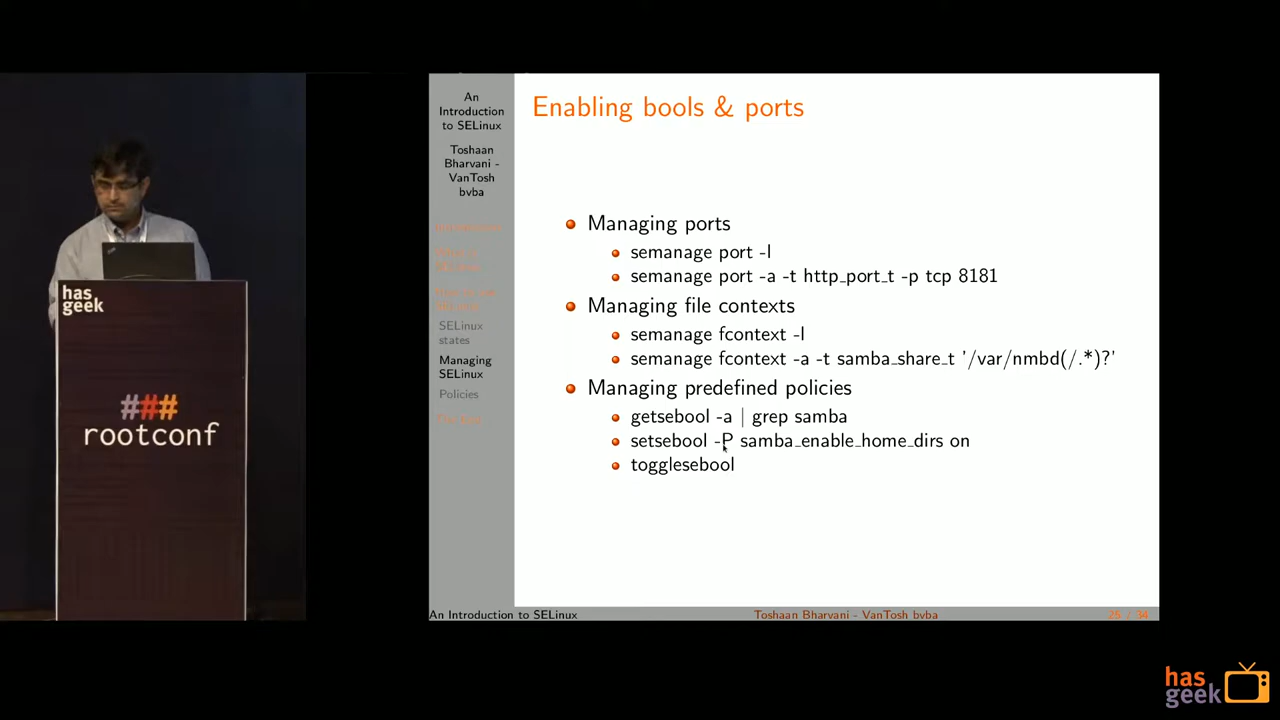 An
Introduction
to SELinux
Toshaan
Bharvani -
VanTosh
bvba
SELinux
states
Managing
SELinux
Policies
Enabling bools & ports
Managing ports
semanage port -l
semanage port -a -t http_port_t -p tcp 8181
Managing file contexts
semanage fcontext -l
semanage fcontext -a -t samba_share_t '/var/nmbd(/.*)?'
Managing predefined policies
getsebool -a | grep samba
setsebool -P samba_enable_home_dirs on
togglesebool
An Introduction to SELinux
Toshaan Bharvani - VanTosh bvba
25 / 34
has
geek
###
rootconf
has
geek